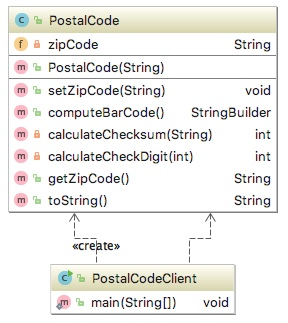 PostalCode
zipCode String
PostalCode(String)
setZipCode(String) void
computeBarCode() StringBuilder
calculateChecksum(String) int
calculateCheckDigit(int) int
getZipCode() String
toString() String
«create»
PostalCodeClient
main(String[]) void